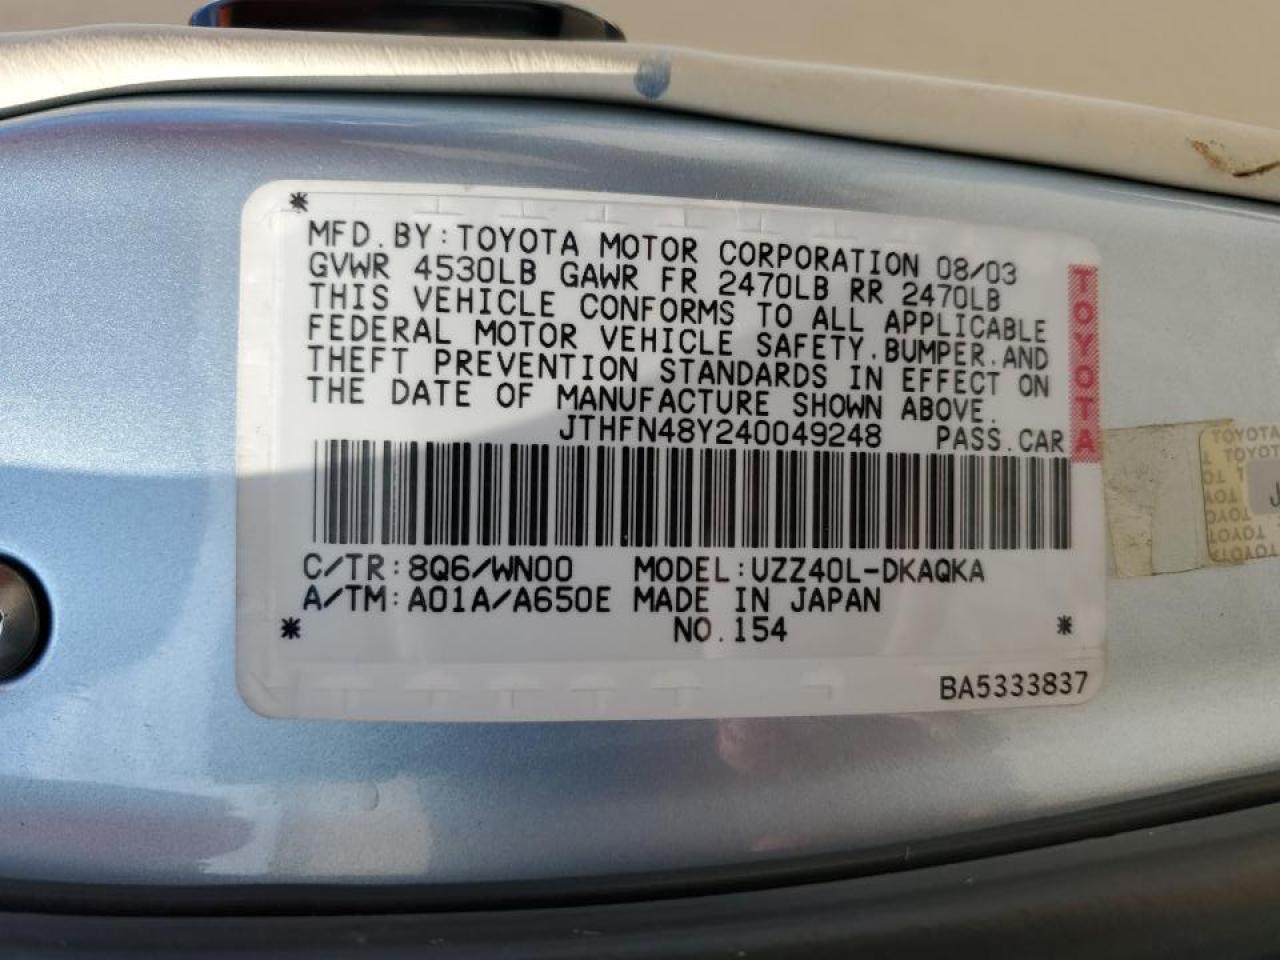 MFD.BY:TOYOTA MOTOR CORPORATION 08/03
GVWR 4530LB GAWR FR 2470LB RR 2470LB
THIS VEHICLE CONFORMS TO ALL APPLICABLE
FEDERAL MOTOR VEHICLE SAFETY.BUMPER.AND
THEFT PREVENTION STANDARDS IN EFFECT ON
THE DATE OF MANUFACTURE SHOWN ABOVE.
JTHFN48Y240049248 PASS.CAR
TOYOTA
C/TR:8Q6/WN00 MODEL:UZZ40L-DKAQKA
A/TM:A01A/A650E MADE IN JAPAN
NO.154
BA5333837
TOYOTA
TOYOT